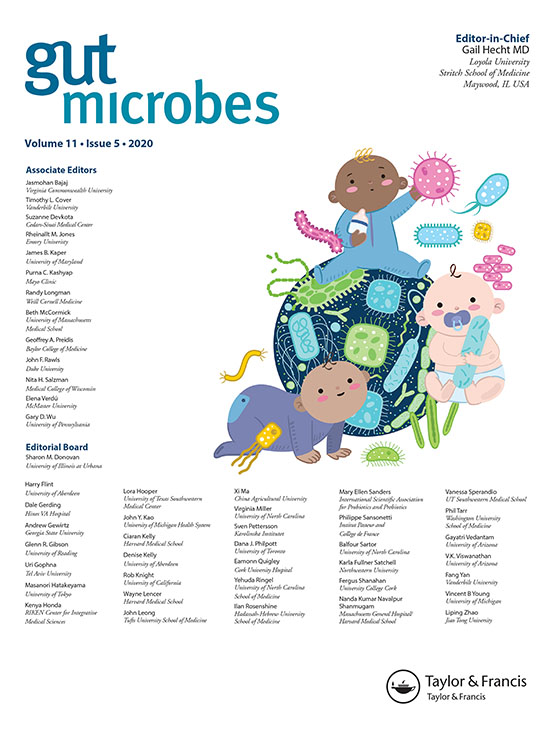 gut
microbes
Editor-in-Chief
Gail Hecht MD
Loyola University
Stritch School of Medicine
Maywood, IL USA
Volume 11 • Issue 5 • 2020
Associate Editors
Jasmohan Bajaj
Virginia Commonwealth University
Timothy L. Cover
Vanderbilt University
Suzanne Devkota
Cedars-Sinai Medical Center
Rheinallt M. Jones
Emory University
James B. Kaper
University of Maryland
Purna C. Kashyap
Mayo Clinic
Randy Longman
Weill Cornell Medicine
Beth McCormick
University of Massachusetts
Medical School
Geoffrey A. Preidis
Baylor College of Medicine
John F. Rawls
Duke University
Nita H. Salzman
Medical College of Wisconsin
Elena Verdú
McMaster University
Gary D. Wu
University of Pennsylvania
Editorial Board
Sharon M. Donovan
University of Illinois at Urbana
Harry Flint
University of Aberdeen
Dale Gerding
Hines VA Hospital
Andrew Gewirtz
Georgia State University
Glenn R. Gibson
University of Reading
Uri Gophna
Tel Aviv University
Masanori Hatakeyama
University of Tokyo
Kenya Honda
RIKEN Center for Integrative
Medical Sciences
Lora Hooper
University of Texas Southwestern
Medical Center
John Y. Kao
University of Michigan Health System
Ciaran Kelly
Harvard Medical School
Denise Kelly
University of Aberdeen
Rob Knight
University of California
Wayne Lencer
Harvard Medical School
John Leong
Tufts University School of Medicine
Xi Ma
China Agricultural University
Virginia Miller
University of North Carolina
Sven Pettersson
Karolinska Institutet
Dana J. Philpott
University of Toronto
Eamonn Quigley
Cork University Hospital
Yehuda Ringel
University of North Carolina
School of Medicine
Ilan Rosenshine
Hadassah-Hebrew University
School of Medicine
Mary Ellen Sanders
International Scientific Association
for Probiotics and Prebiotics
Philippe Sansonetti
Institut Pasteur and
College de France
Balfour Sartor
University of North Carolina
Karla Fullner Satchell
Northwestern University
Fergus Shanahan
University College Cork
Nanda Kumar Navalpur
Shanmugam
Massachusetts General Hospital/
Harvard Medical School
Vanessa Sperandio
UT Southwestern Medical School
Phil Tarr
Washington University
School of Medicine
Gayatri Vedantam
University of Arizona
V.K. Viswanathan
University of Arizona
Fang Yan
Vanderbilt University
Vincent B Young
University of Michigan
Liping Zhao
Jiao Tong University
Taylor & Francis
Taylor & Francis